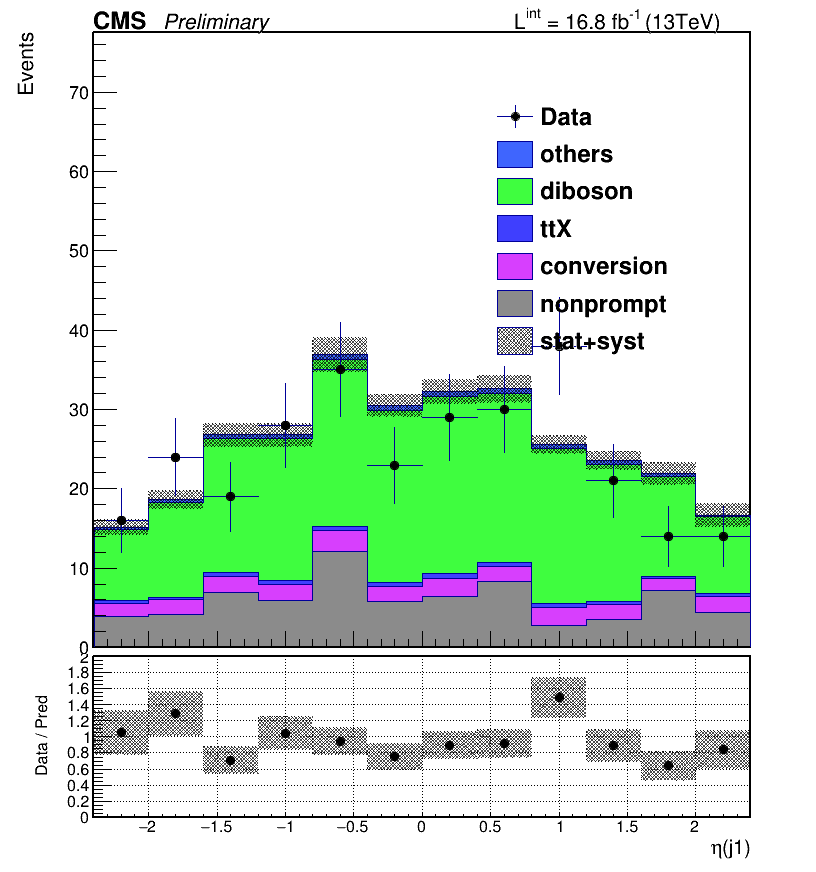 CMS Preliminary L^int = 16.8 fb^-1 (13TeV)
Events
70
60
50
40
30
20
10
0
Data
others
diboson
ttX
conversion
nonprompt
stat+syst
Data / Pred
2
1.8
1.6
1.4
1.2
1
0.8
0.6
0.4
0.2
0
−2 −1.5 −1 −0.5 0 0.5 1 1.5 2
η(j1)